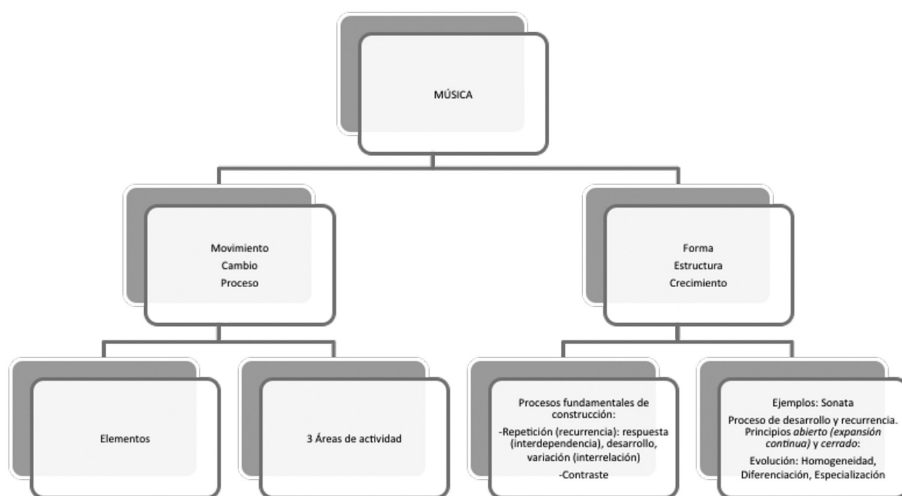 MÚSICA
Movimiento
Cambio
Proceso
Forma
Estructura
Crecimiento
Elementos
3 Áreas de actividad
Procesos fundamentales de
construcción:
-Repetición (recurrencia): respuesta
(interdependencia), desarrollo,
variación (interrelación)
-Contraste
Ejemplos: Sonata
Proceso de desarrollo y recurrencia.
Principios abierto (expansión
continua) y cerrado:
Evolución: Homogeneidad,
Diferenciación, Especialización